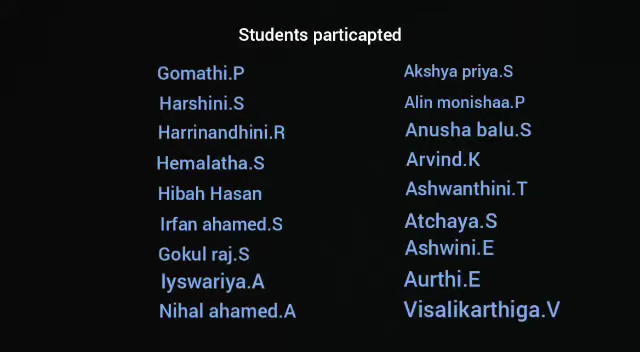 Students particapted
Gomathi.P
Harshini.S
Harrinandhini.R
Hemalatha.S
Hibah Hasan
Irfan ahamed.S
Gokul raj.S
Iyswariya.A
Nihal ahamed.A
Akshya priya.S
Alin monishaa.P
Anusha balu.S
Arvind.K
Ashwanthini.T
Atchaya.S
Ashwini.E
Aurthi.E
Visalikarthiga.V